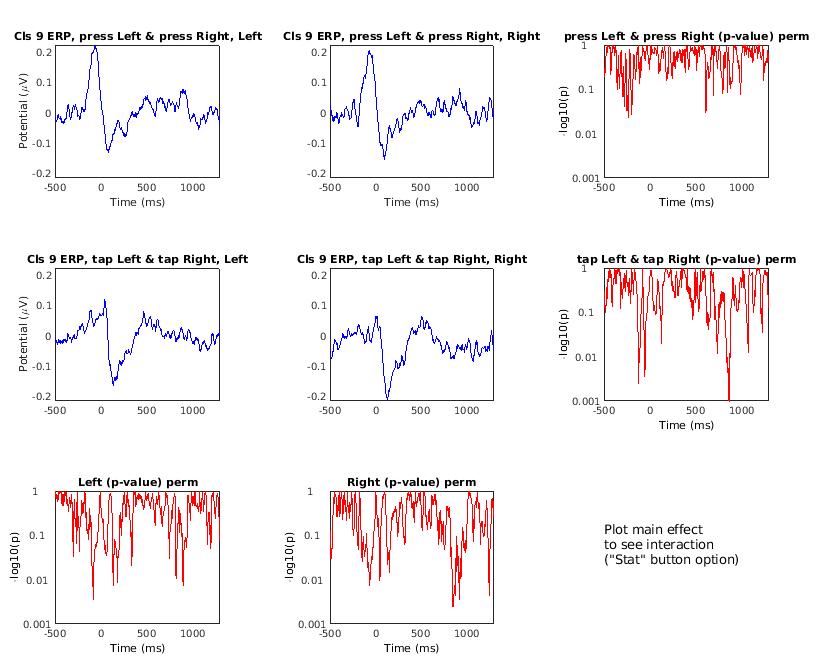 Cls 9 ERP, press Left & press Right, Left
Cls 9 ERP, press Left & press Right, Right
press Left & press Right (p-value) perm
0.2
0.1
0
-0.1
-0.2
Potential (μV)
-500
0
500
1000
Time (ms)
0.2
0.1
0
-0.1
-0.2
-500
0
500
1000
Time (ms)
1
0.1
0.01
0.001
-log10(p)
-500
0
500
1000
Time (ms)
Cls 9 ERP, tap Left & tap Right, Left
Cls 9 ERP, tap Left & tap Right, Right
tap Left & tap Right (p-value) perm
0.2
0.1
0
-0.1
-0.2
Potential (μV)
-500
0
500
1000
Time (ms)
0.2
0.1
0
-0.1
-0.2
-500
0
500
1000
Time (ms)
1
0.1
0.01
0.001
-log10(p)
-500
0
500
1000
Time (ms)
Left (p-value) perm
Right (p-value) perm
1
0.1
0.01
0.001
-log10(p)
-500
0
500
1000
Time (ms)
1
0.1
0.01
0.001
-log10(p)
-500
0
500
1000
Time (ms)
Plot main effect
to see interaction
("Stat" button option)